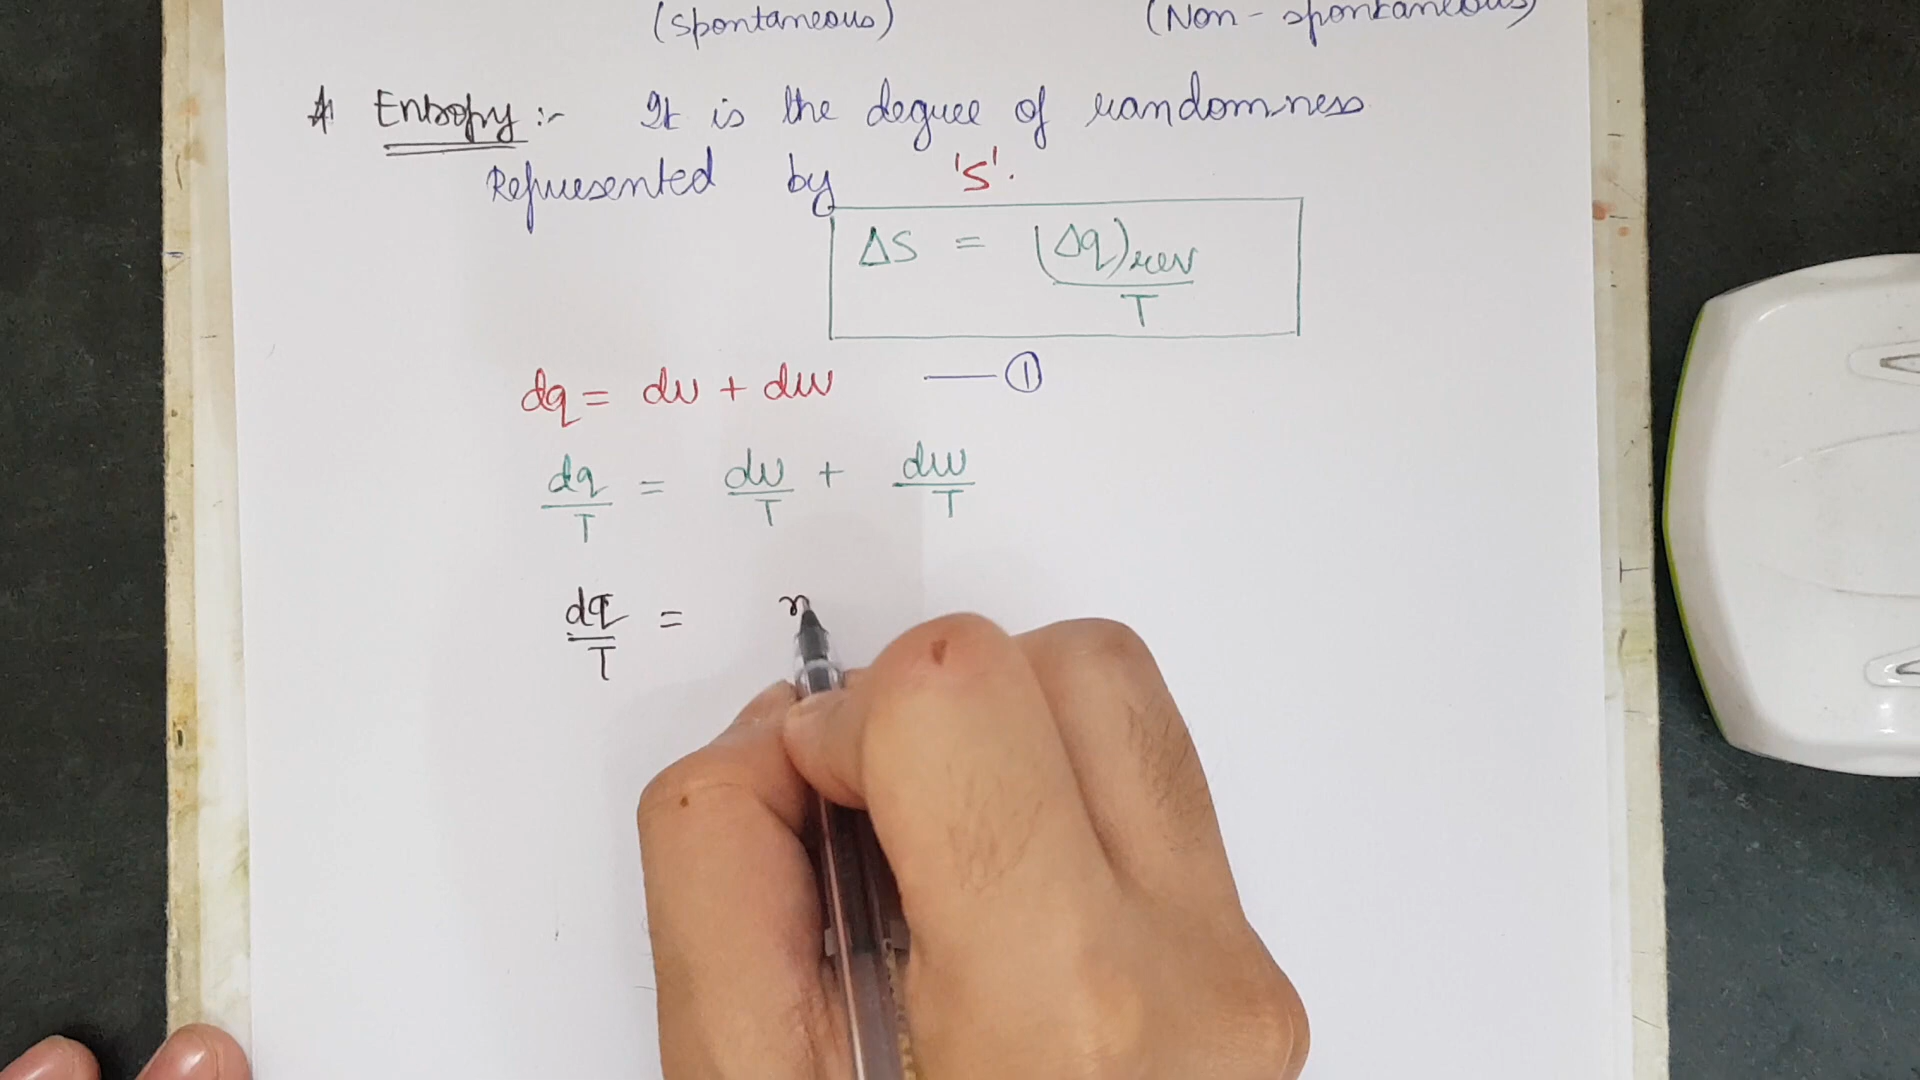 (Spontaneous) (Non - spontaneous)
Entropy :- It is the degree of randomness
Represented by 'S'.
ΔS = (Δq)rev / T
dq = du + dw — ①
dq/T = du/T + dw/T
dq/T = n